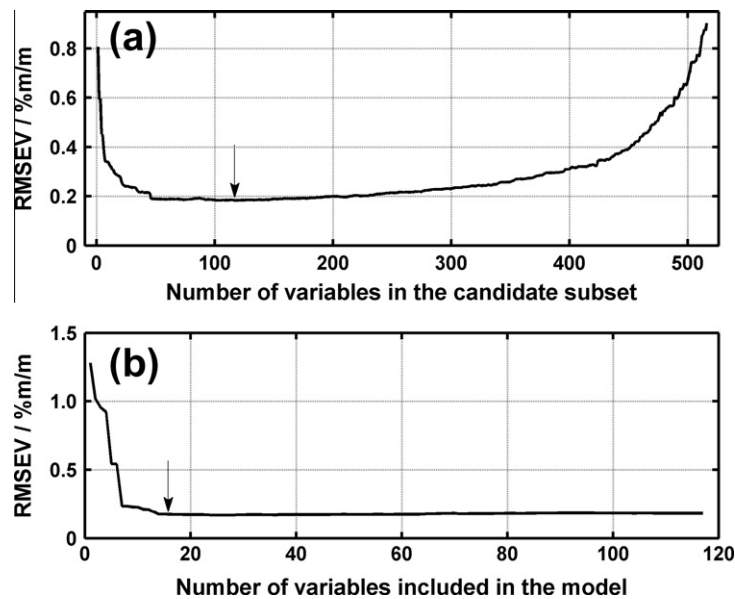 (a)
RMSEV / %m/m
0.8
0.6
0.4
0.2
0
0 100 200 300 400 500
Number of variables in the candidate subset
(b)
RMSEV / %m/m
1.5
1.0
0.5
0
0 20 40 60 80 100 120
Number of variables included in the model